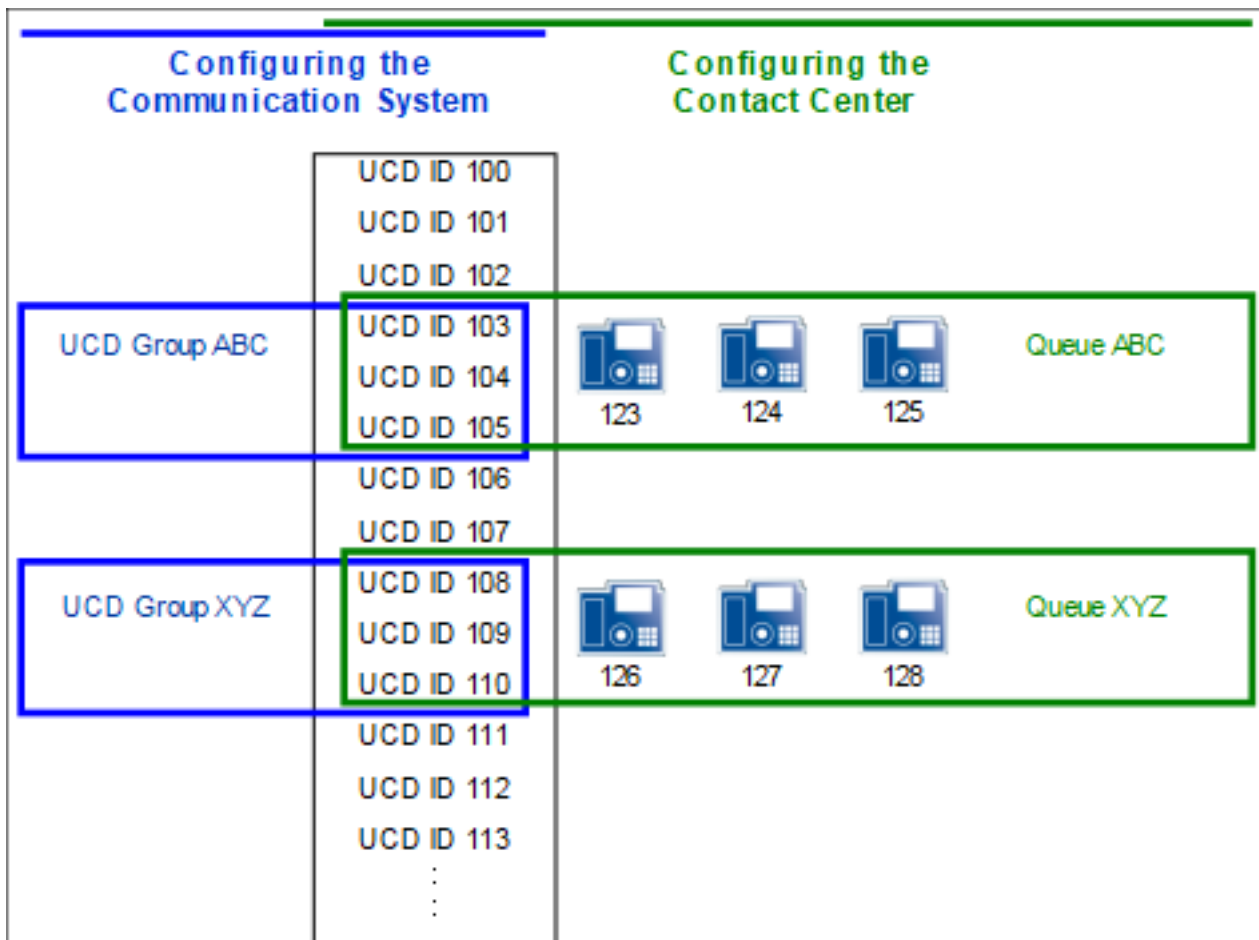 Configuring the
Communication System
Configuring the
Contact Center
UCD ID 100
UCD ID 101
UCD ID 102
UCD ID 103
UCD Group ABC
Queue ABC
UCD ID 104
123
124
125
UCD ID 105
UCD ID 106
UCD ID 107
UCD ID 108
UCD Group XYZ
Queue XYZ
UCD ID 109
126
127
128
UCD ID 110
UCD ID 111
UCD ID 112
UCD ID 113